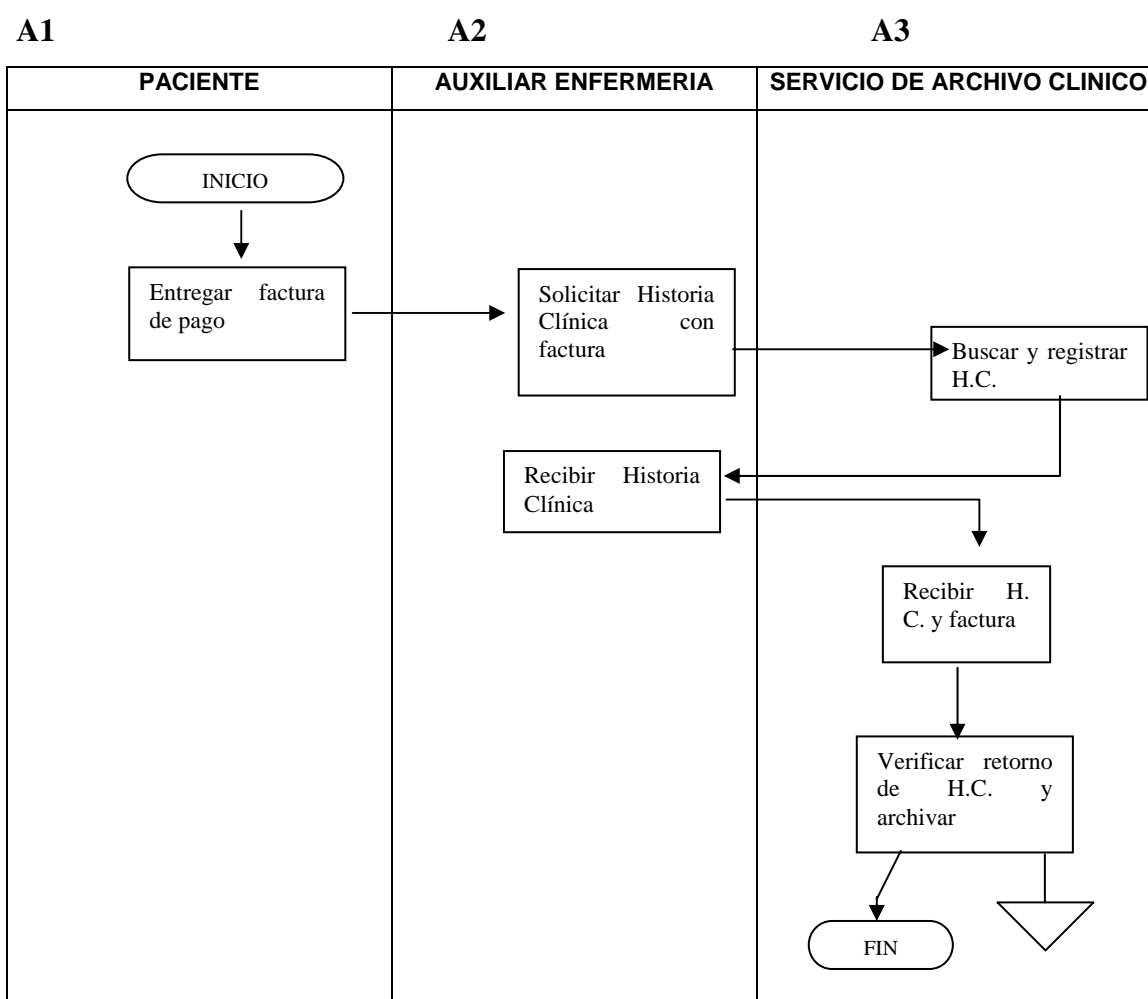 A1 A2 A3
PACIENTE AUXILIAR ENFERMERIA SERVICIO DE ARCHIVO CLINICO
INICIO
Entregar factura
de pago
Solicitar Historia
Clínica con
factura
Buscar y registrar
H.C.
Recibir Historia
Clínica
Recibir H.
C. y factura
Verificar retorno
de H.C. y
archivar
FIN